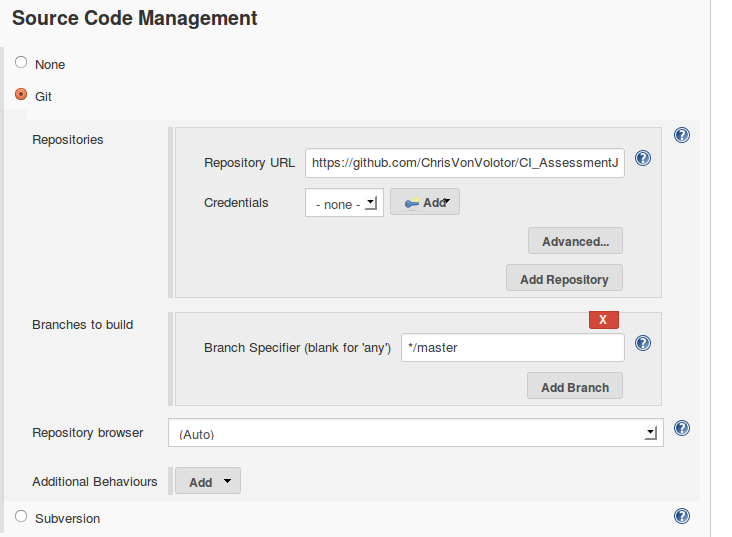 Source Code Management
None
Git
Repositories
Repository URL https://github.com/ChrisVonVolotor/CI_AssessmentJ
Credentials - none - Add
Advanced...
Add Repository
Branches to build
X
Branch Specifier (blank for 'any') */master
Add Branch
Repository browser (Auto)
Additional Behaviours Add
Subversion